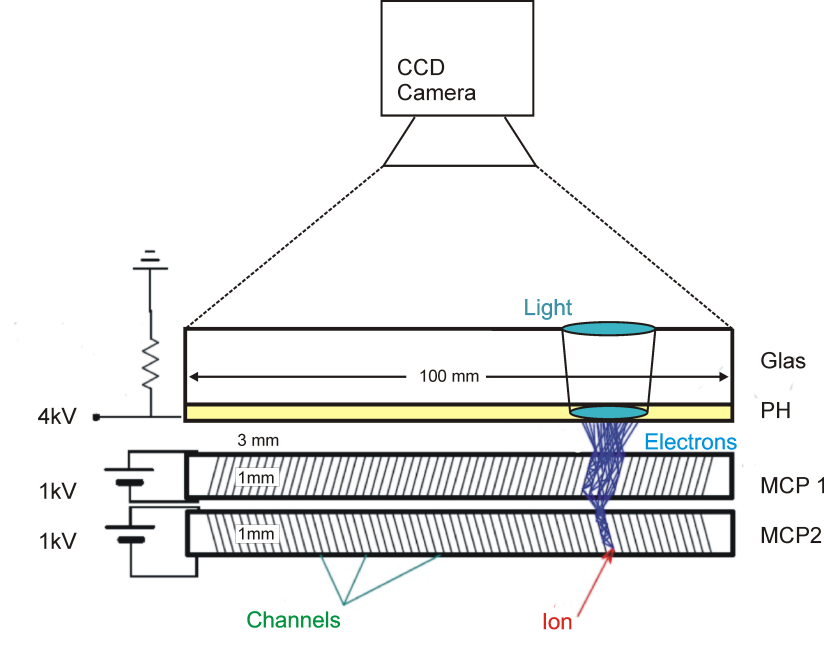 CCD
Camera
Light
100 mm
Glas
4kV
PH
3 mm
Electrons
1mm
1kV
MCP 1
1mm
1kV
MCP2
Channels
Ion